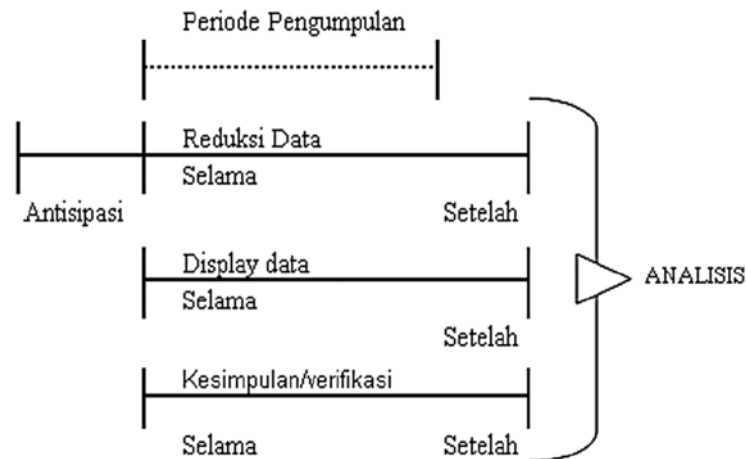 Periode Pengumpulan
Reduksi Data
Selama
Antisipasi
Setelah
Display data
Selama
Setelah
ANALISIS
Kesimpulan/verifikasi
Selama
Setelah